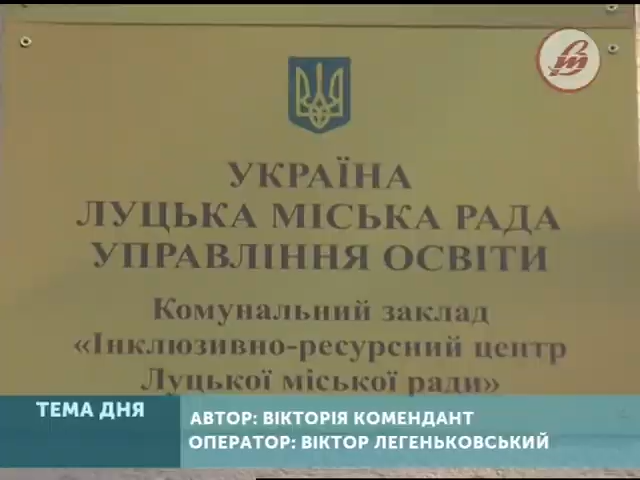 УКРАЇНА
ЛУЦЬКА МІСЬКА РАДА
УПРАВЛІННЯ ОСВІТИ
Комунальний заклад
«Інклюзивно-ресурсний центр
Луцької міської ради»
ТЕМА ДНЯ
АВТОР: ВІКТОРІЯ КОМЕНДАНТ
ОПЕРАТОР: ВІКТОР ЛЕГЕНЬКОВСЬКИЙ